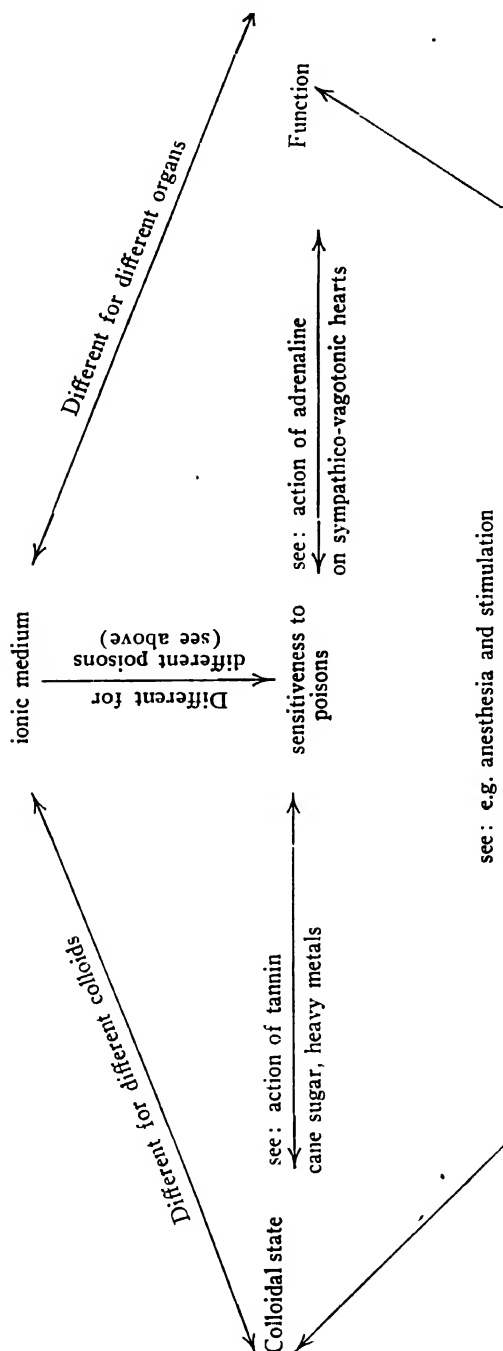 ionic medium
Different for different colloids
Different for
different poisons
(see above)
Different for different organs
Colloidal state
see: action of tannin
cane sugar, heavy metals
sensitiveness to
poisons
see: action of adrenaline
on sympathico-vagotonic hearts
Function
see: e.g. anesthesia and stimulation